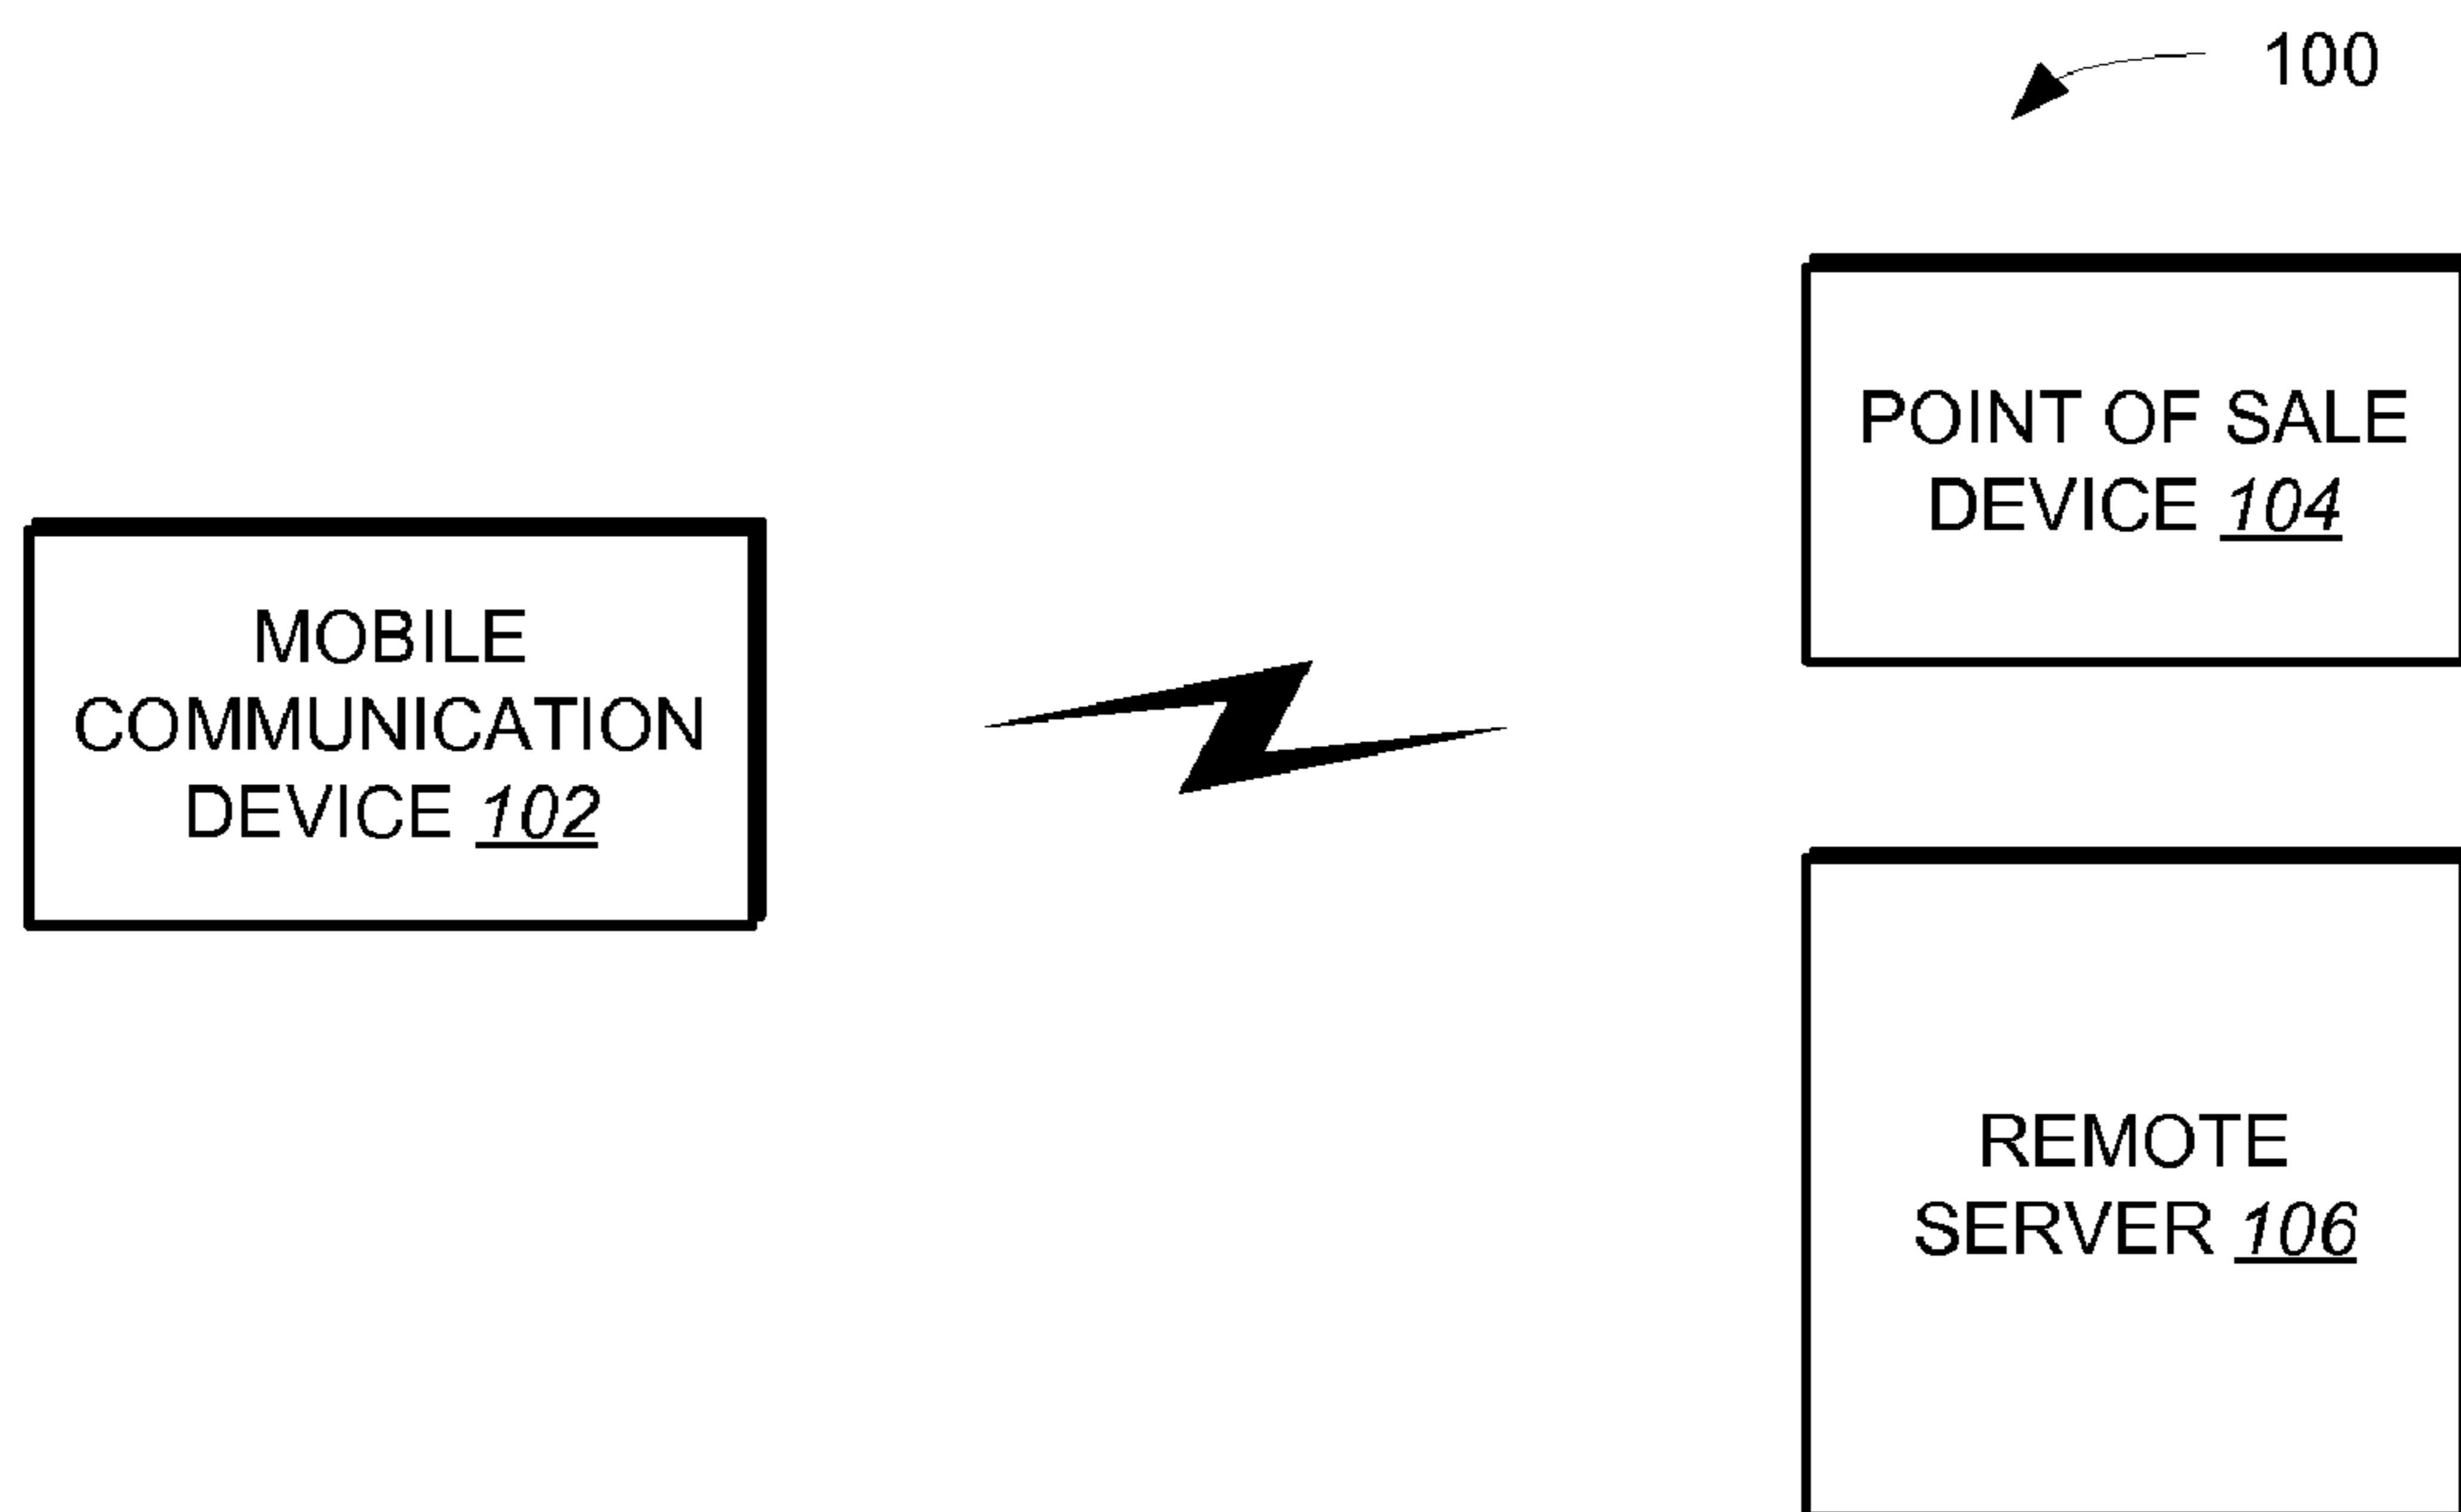 100
POINT OF SALE
DEVICE 104
MOBILE
COMMUNICATION
DEVICE 102
REMOTE
SERVER 106